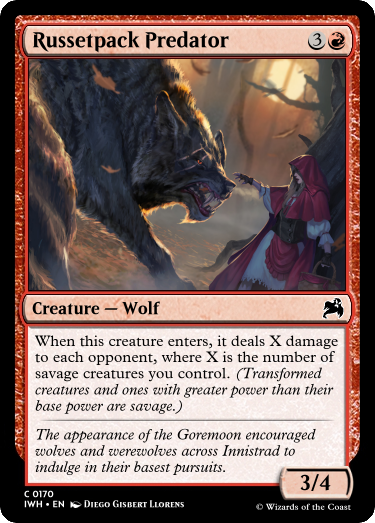 Russetpack Predator 3
Creature — Wolf
When this creature enters, it deals X damage
to each opponent, where X is the number of
savage creatures you control. (Transformed
creatures and ones with greater power than their
base power are savage.)
The appearance of the Goremoon encouraged
wolves and werewolves across Innistrad to
indulge in their basest pursuits.
3/4
C 0170
IWH • EN Diego Gisbert Llorens
© Wizards of the Coast